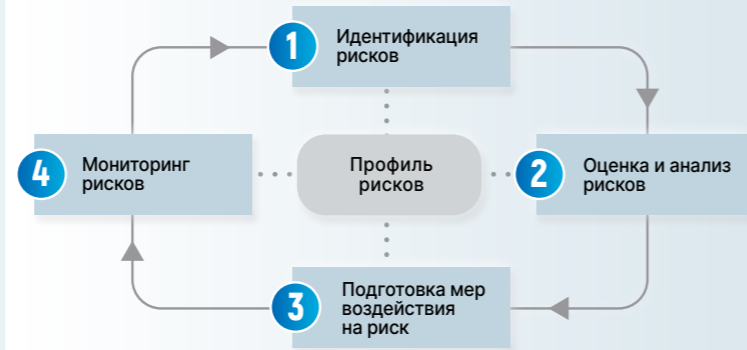 1
Идентификация
рисков
4
Мониторинг
рисков
Профиль
рисков
2
Оценка и анализ
рисков
3
Подготовка мер
воздействия
на риск